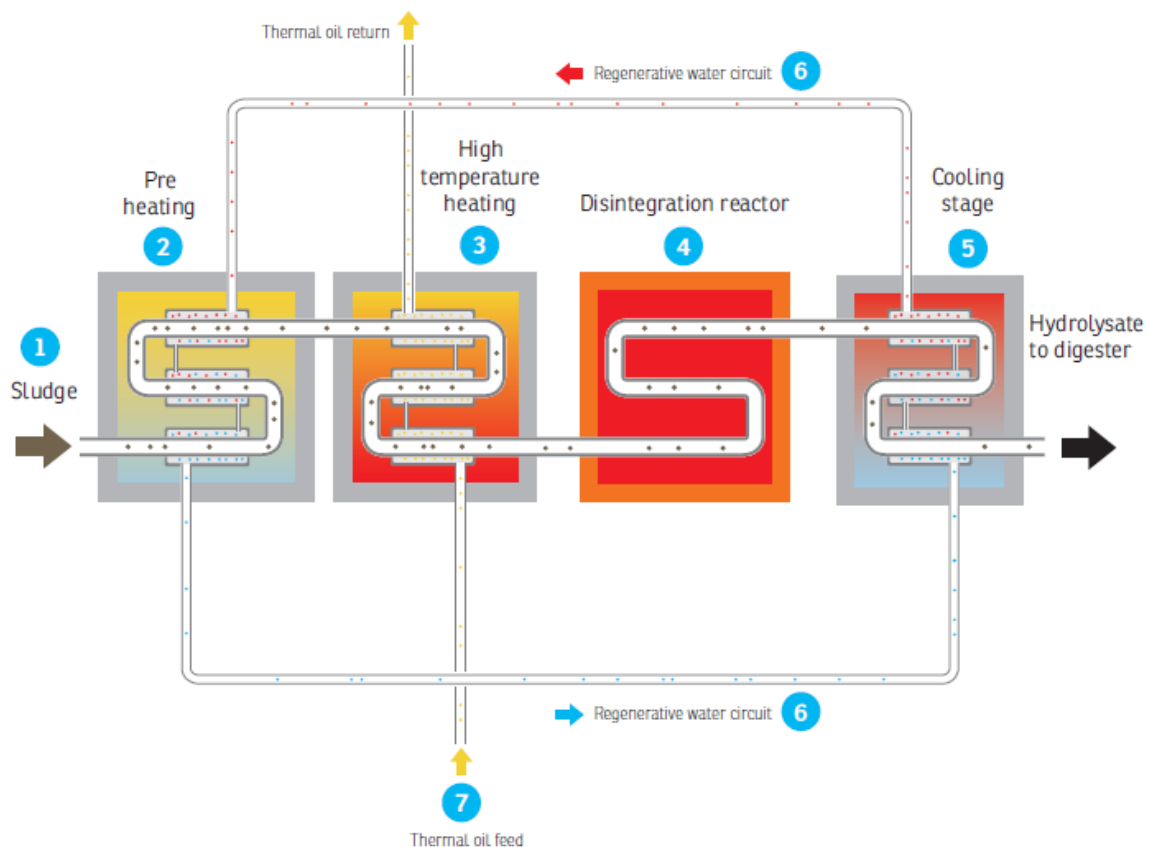 Thermal oil return
Regenerative water circuit 6
Pre
heating
2
High
temperature
heating
3
Disintegration reactor
4
Cooling
stage
5
1
Sludge
Hydrolysate
to digester
Regenerative water circuit 6
7
Thermal oil feed